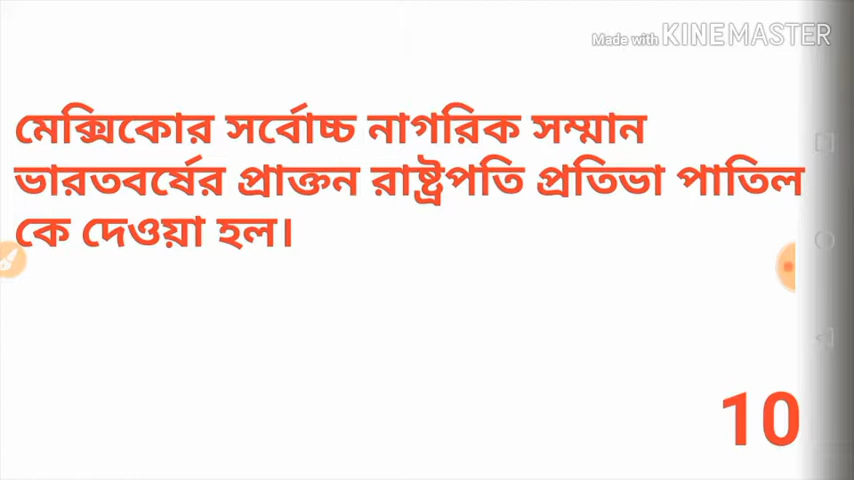 Made with KINEMASTER
মেক্সিকোর সর্বোচ্চ নাগরিক সম্মান
ভারতবর্ষের প্রাক্তন রাষ্ট্রপতি প্রতিভা পাতিল
কে দেওয়া হল।
10